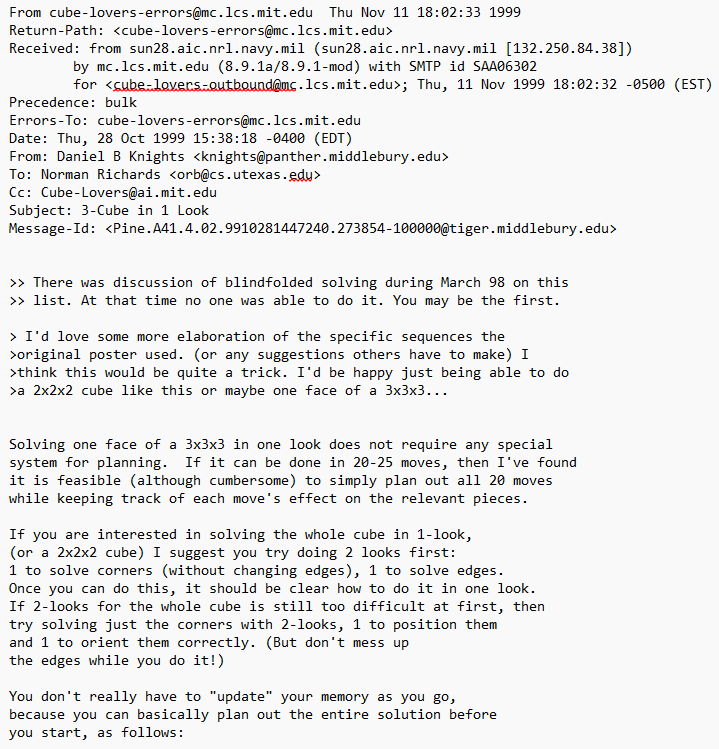 From cube-lovers-errors@mc.lcs.mit.edu  Thu Nov 11 18:02:33 1999
Return-Path: <cube-lovers-errors@mc.lcs.mit.edu>
Received: from sun28.aic.nrl.navy.mil (sun28.aic.nrl.navy.mil [132.250.84.38])
        by mc.lcs.mit.edu (8.9.1a/8.9.1-mod) with SMTP id SAA06302
        for <cube-lovers-outbound@mc.lcs.mit.edu>; Thu, 11 Nov 1999 18:02:32 -0500 (EST)
Precedence: bulk
Errors-To: cube-lovers-errors@mc.lcs.mit.edu
Date: Thu, 28 Oct 1999 15:38:18 -0400 (EDT)
From: Daniel B Knights <knights@panther.middlebury.edu>
To: Norman Richards <orb@cs.utexas.edu>
Cc: Cube-Lovers@ai.mit.edu
Subject: 3-Cube in 1 Look
Message-Id: <Pine.A41.4.02.9910281447240.273854-100000@tiger.middlebury.edu>

>> There was discussion of blindfolded solving during March 98 on this
>> list. At that time no one was able to do it. You may be the first.

> I'd love some more elaboration of the specific sequences the
>original poster used. (or any suggestions others have to make) I
>think this would be quite a trick. I'd be happy just being able to do
>a 2x2x2 cube like this or maybe one face of a 3x3x3...

Solving one face of a 3x3x3 in one look does not require any special
system for planning.  If it can be done in 20-25 moves, then I've found
it is feasible (although cumbersome) to simply plan out all 20 moves
while keeping track of each move's effect on the relevant pieces.

If you are interested in solving the whole cube in 1-look,
(or a 2x2x2 cube) I suggest you try doing 2 looks first:
1 to solve corners (without changing edges), 1 to solve edges.
Once you can do this, it should be clear how to do it in one look.
If 2-looks for the whole cube is still too difficult at first, then
try solving just the corners with 2-looks, 1 to position them
and 1 to orient them correctly. (But don't mess up
the edges while you do it!)

You don't really have to "update" your memory as you go,
because you can basically plan out the entire solution before
you start, as follows: